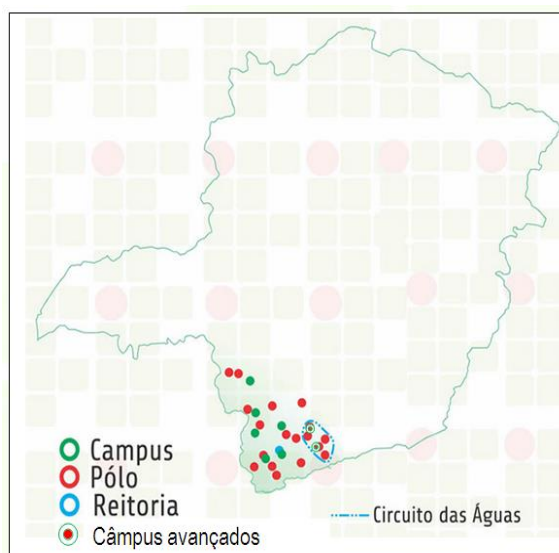 Campus
Pólo
Reitoria
Câmpus avançados
Circuito das Águas